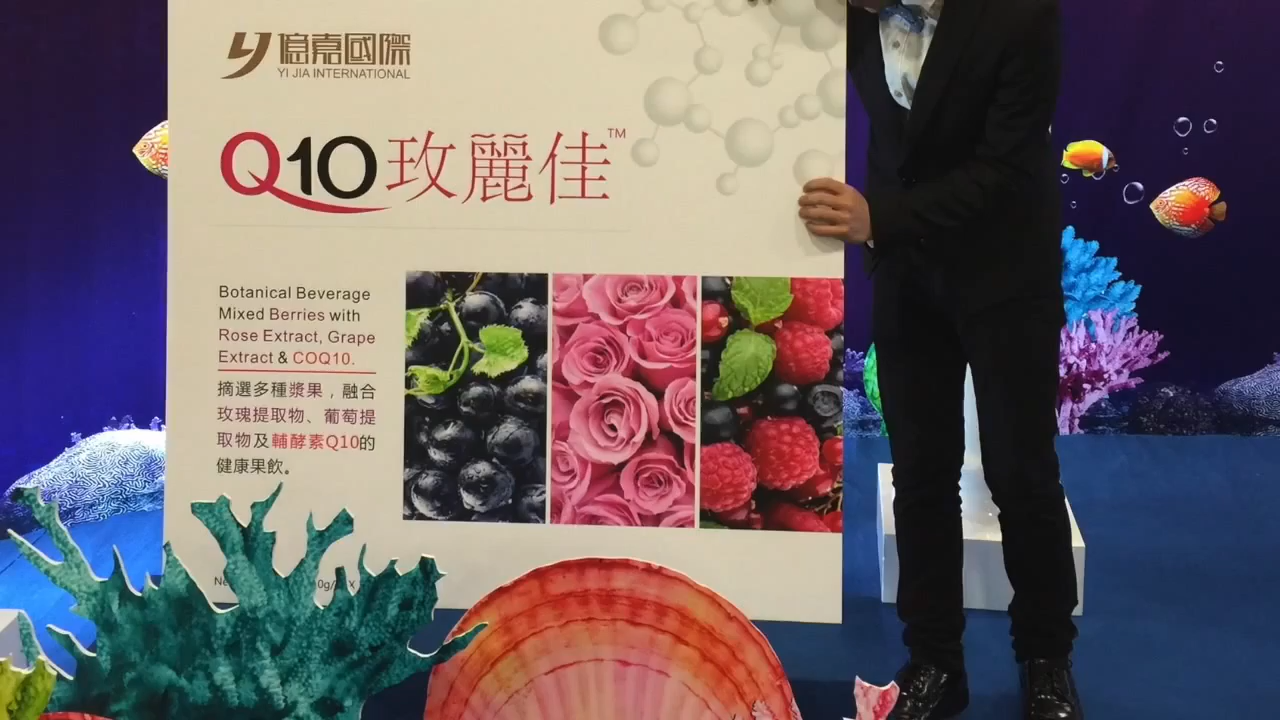 億嘉國際
YI JIA INTERNATIONAL
Q10玫麗佳™
Botanical Beverage
Mixed Berries with
Rose Extract, Grape
Extract & COQ10.
摘選多種漿果，融合
玫瑰提取物、葡萄提
取物及輔酵素Q10的
健康果飲。